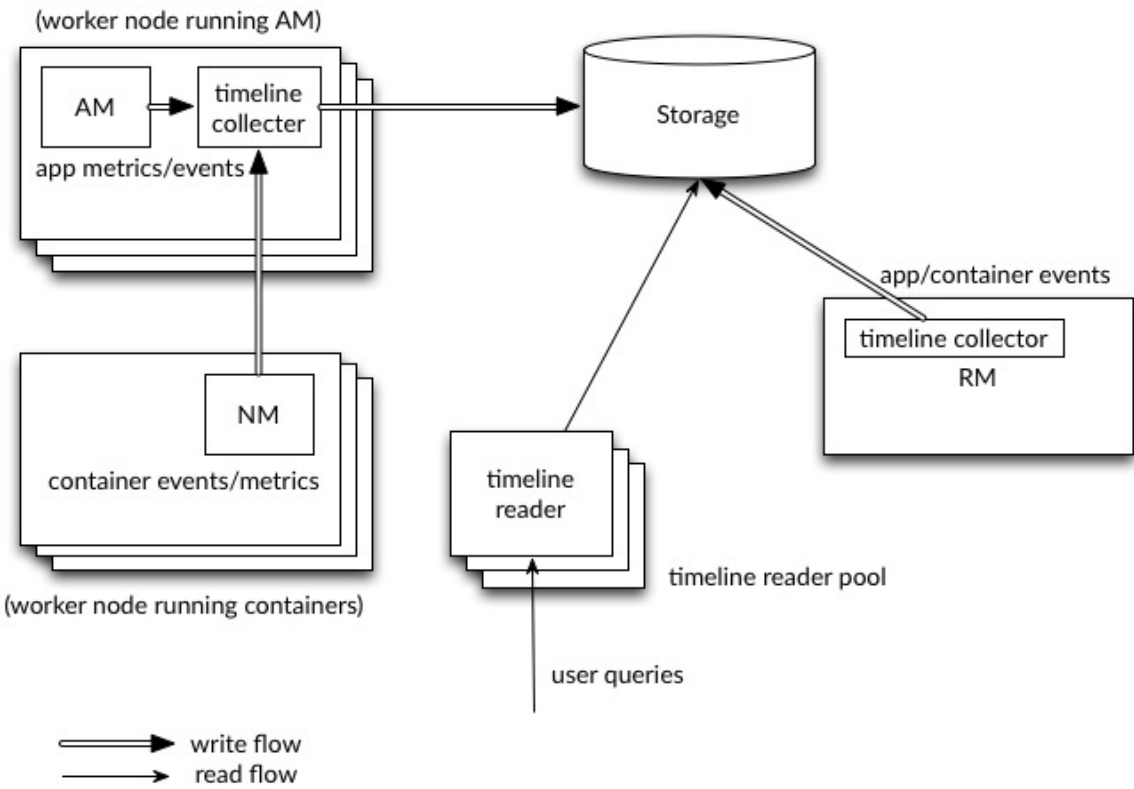 (worker node running AM)
AM
timeline
collecter
app metrics/events
Storage
app/container events
timeline collector
RM
NM
container events/metrics
(worker node running containers)
timeline
reader
timeline reader pool
user queries
write flow
read flow